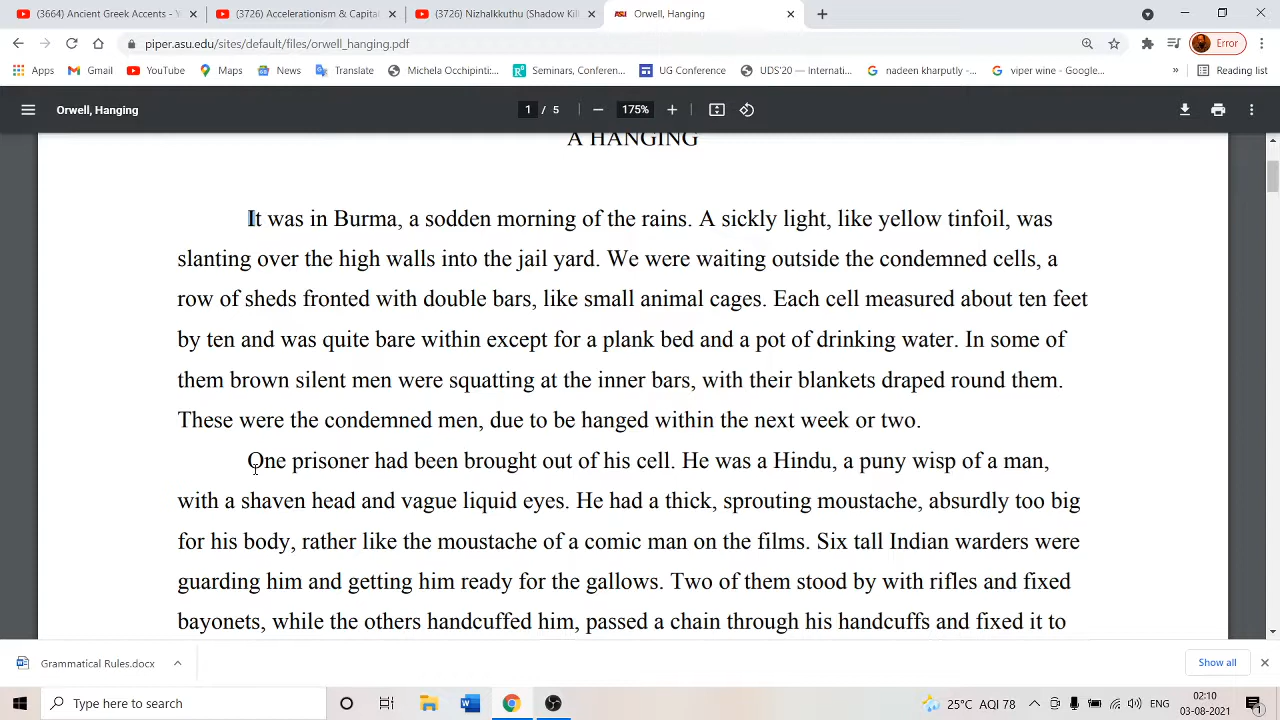 (3664) Ancient Greek Accents - Y
(3726) Accelerationism & Capital
(3726) Nizhalkkuthu (Shadow Kil
Orwell, Hanging
piper.asu.edu/sites/default/files/orwell_hanging.pdf
Error
Apps
Gmail
YouTube
Maps
News
Translate
Michela Occhipinti:...
Seminars, Conferen...
UG Conference
UDS'20 — Internati...
nadeen kharputly -...
viper wine - Google...
»
Reading list
Orwell, Hanging
1 / 5
175%
A HANGING
It was in Burma, a sodden morning of the rains. A sickly light, like yellow tinfoil, was
slanting over the high walls into the jail yard. We were waiting outside the condemned cells, a
row of sheds fronted with double bars, like small animal cages. Each cell measured about ten feet
by ten and was quite bare within except for a plank bed and a pot of drinking water. In some of
them brown silent men were squatting at the inner bars, with their blankets draped round them.
These were the condemned men, due to be hanged within the next week or two.
One prisoner had been brought out of his cell. He was a Hindu, a puny wisp of a man,
with a shaven head and vague liquid eyes. He had a thick, sprouting moustache, absurdly too big
for his body, rather like the moustache of a comic man on the films. Six tall Indian warders were
guarding him and getting him ready for the gallows. Two of them stood by with rifles and fixed
bayonets, while the others handcuffed him, passed a chain through his handcuffs and fixed it to
Grammatical Rules.docx
Show all
Type here to search
25°C AQI 78
ENG
02:10
03-08-2021